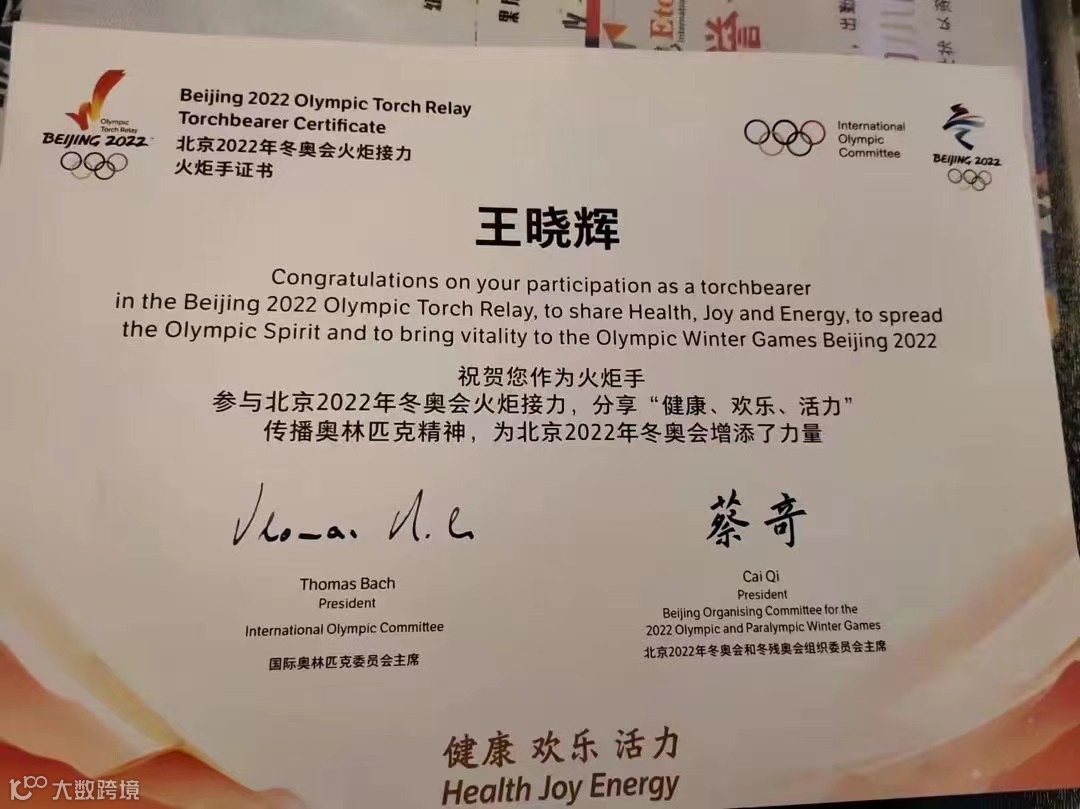 Etc
Internation
誉
Olympic
Torch Relay
BEIJING 2022
Beijing 2022 Olympic Torch Relay
Torchbearer Certificate
北京2022年冬奥会火炬接力
火炬手证书
International
Olympic
Committee
BEIJING 2022
王晓辉
Congratulations on your participation as a torchbearer
in the Beijing 2022 Olympic Torch Relay, to share Health, Joy and Energy, to spread
the Olympic Spirit and to bring vitality to the Olympic Winter Games Beijing 2022
祝贺您作为火炬手
参与北京2022年冬奥会火炬接力，分享“健康、欢乐、活力”
传播奥林匹克精神，为北京2022年冬奥会增添了力量
蔡奇
Thomas Bach
President
International Olympic Committee
国际奥林匹克委员会主席
Cai Qi
President
Beijing Organising Committee for the
2022 Olympic and Paralympic Winter Games
北京2022年冬奥会和冬残奥会组织委员会主席
健康 欢乐 活力
Health Joy Energy
大数跨境